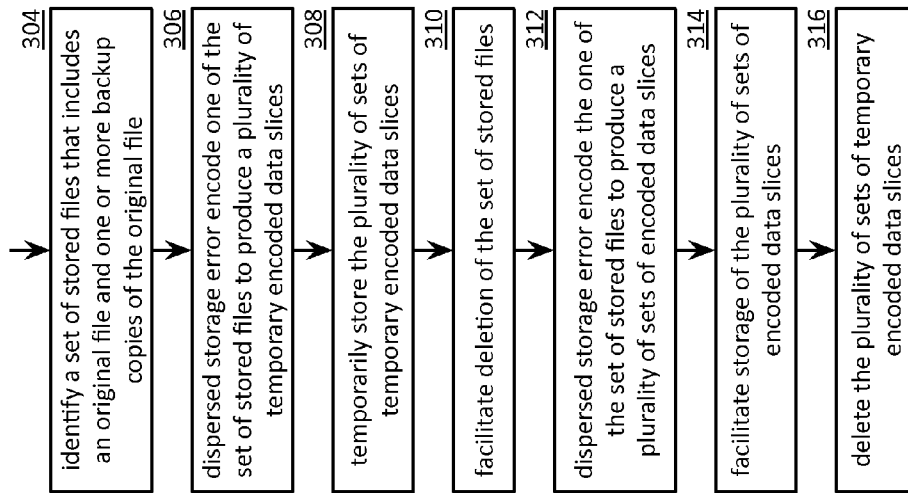 304
identify a set of stored files that includes
an original file and one or more backup
copies of the original file
306
dispersed storage error encode one of the
set of stored files to produce a plurality of
temporary encoded data slices
308
temporarily store the plurality of sets of
temporary encoded data slices
310
facilitate deletion of the set of stored files
312
dispersed storage error encode the one of
the set of stored files to produce a
plurality of sets of encoded data slices
314
facilitate storage of the plurality of sets of
encoded data slices
316
delete the plurality of sets of temporary
encoded data slices